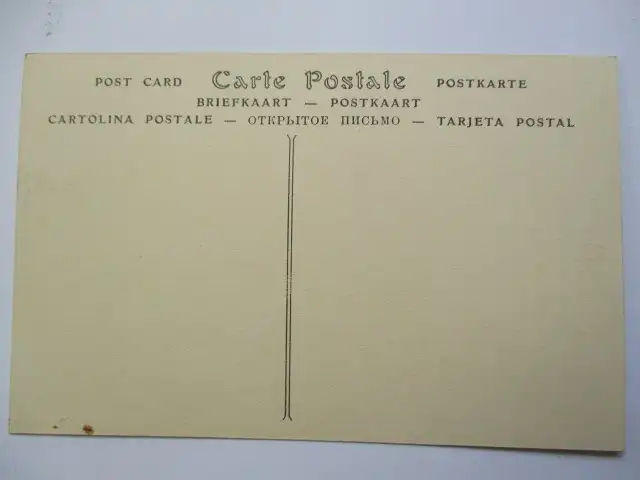 POST CARD Carte Postale POSTKARTE
BRIEFKAART — POSTKAART
CARTOLINA POSTALE — ОТКРЫТОЕ ПИСЬМО — TARJETA POSTAL